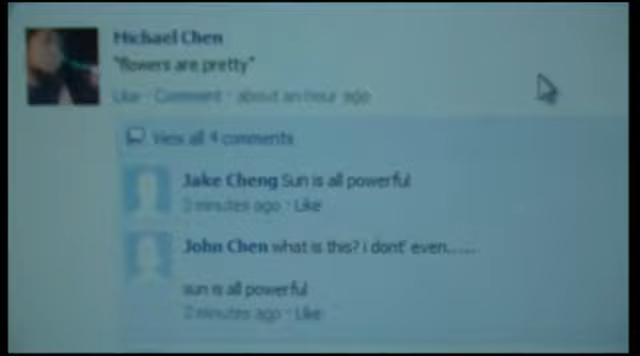 Michael Chen
"flowers are pretty"
Like · Comment · about an hour ago
View all 4 comments
Jake Cheng Sun is all powerful
2 minutes ago · Like
John Chen what is this? i dont' even......
sun is all powerful
2 minutes ago · Like